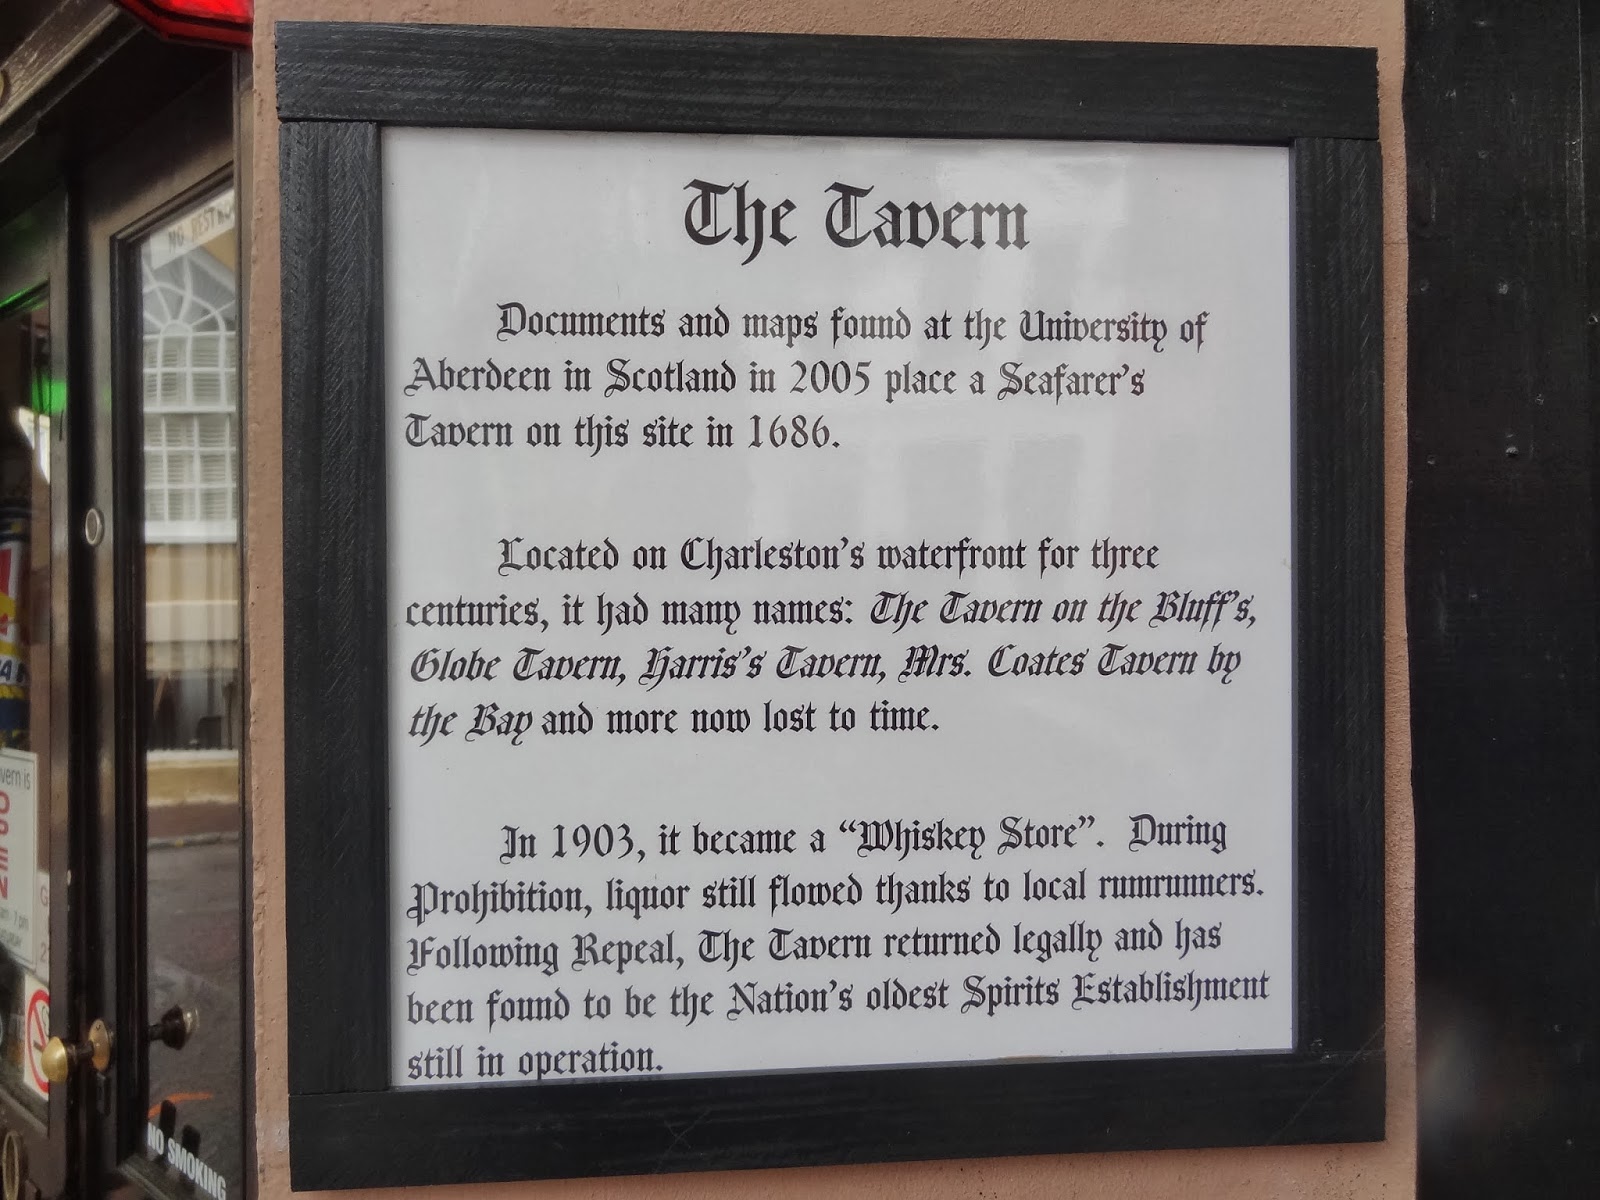 The Tavern
Documents and maps found at the University of
Aberdeen in Scotland in 2005 place a Seafarer's
Tavern on this site in 1686.
Located on Charleston's waterfront for three
centuries, it had many names: The Tavern on the Bluff's,
Globe Tavern, Harris's Tavern, Mrs. Coates Tavern by
the Bay and more now lost to time.
In 1903, it became a “Whiskey Store”. During
Prohibition, liquor still flowed thanks to local rumrunners.
Following Repeal, The Tavern returned legally and has
been found to be the Nation's oldest Spirits Establishment
still in operation.
NO
vern is
NO SMOKING